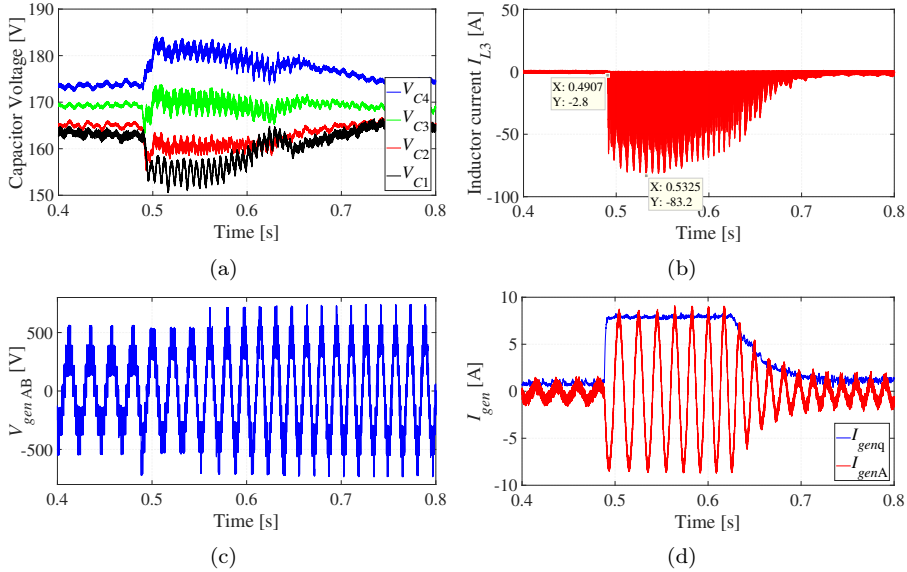 190
180
170
160
150
Capacitor Voltage [V]
V_C4
V_C3
V_C2
V_C1
0.4 0.5 0.6 0.7 0.8
Time [s]
(a)
50
0
-50
-100
Inductor current I_L3 [A]
X: 0.4907
Y: -2.8
X: 0.5325
Y: -83.2
0.4 0.5 0.6 0.7 0.8
Time [s]
(b)
500
0
-500
V_gen AB [V]
0.4 0.5 0.6 0.7 0.8
Time [s]
(c)
10
5
0
-5
-10
I_gen [A]
I_genq
I_genA
0.4 0.5 0.6 0.7 0.8
Time [s]
(d)